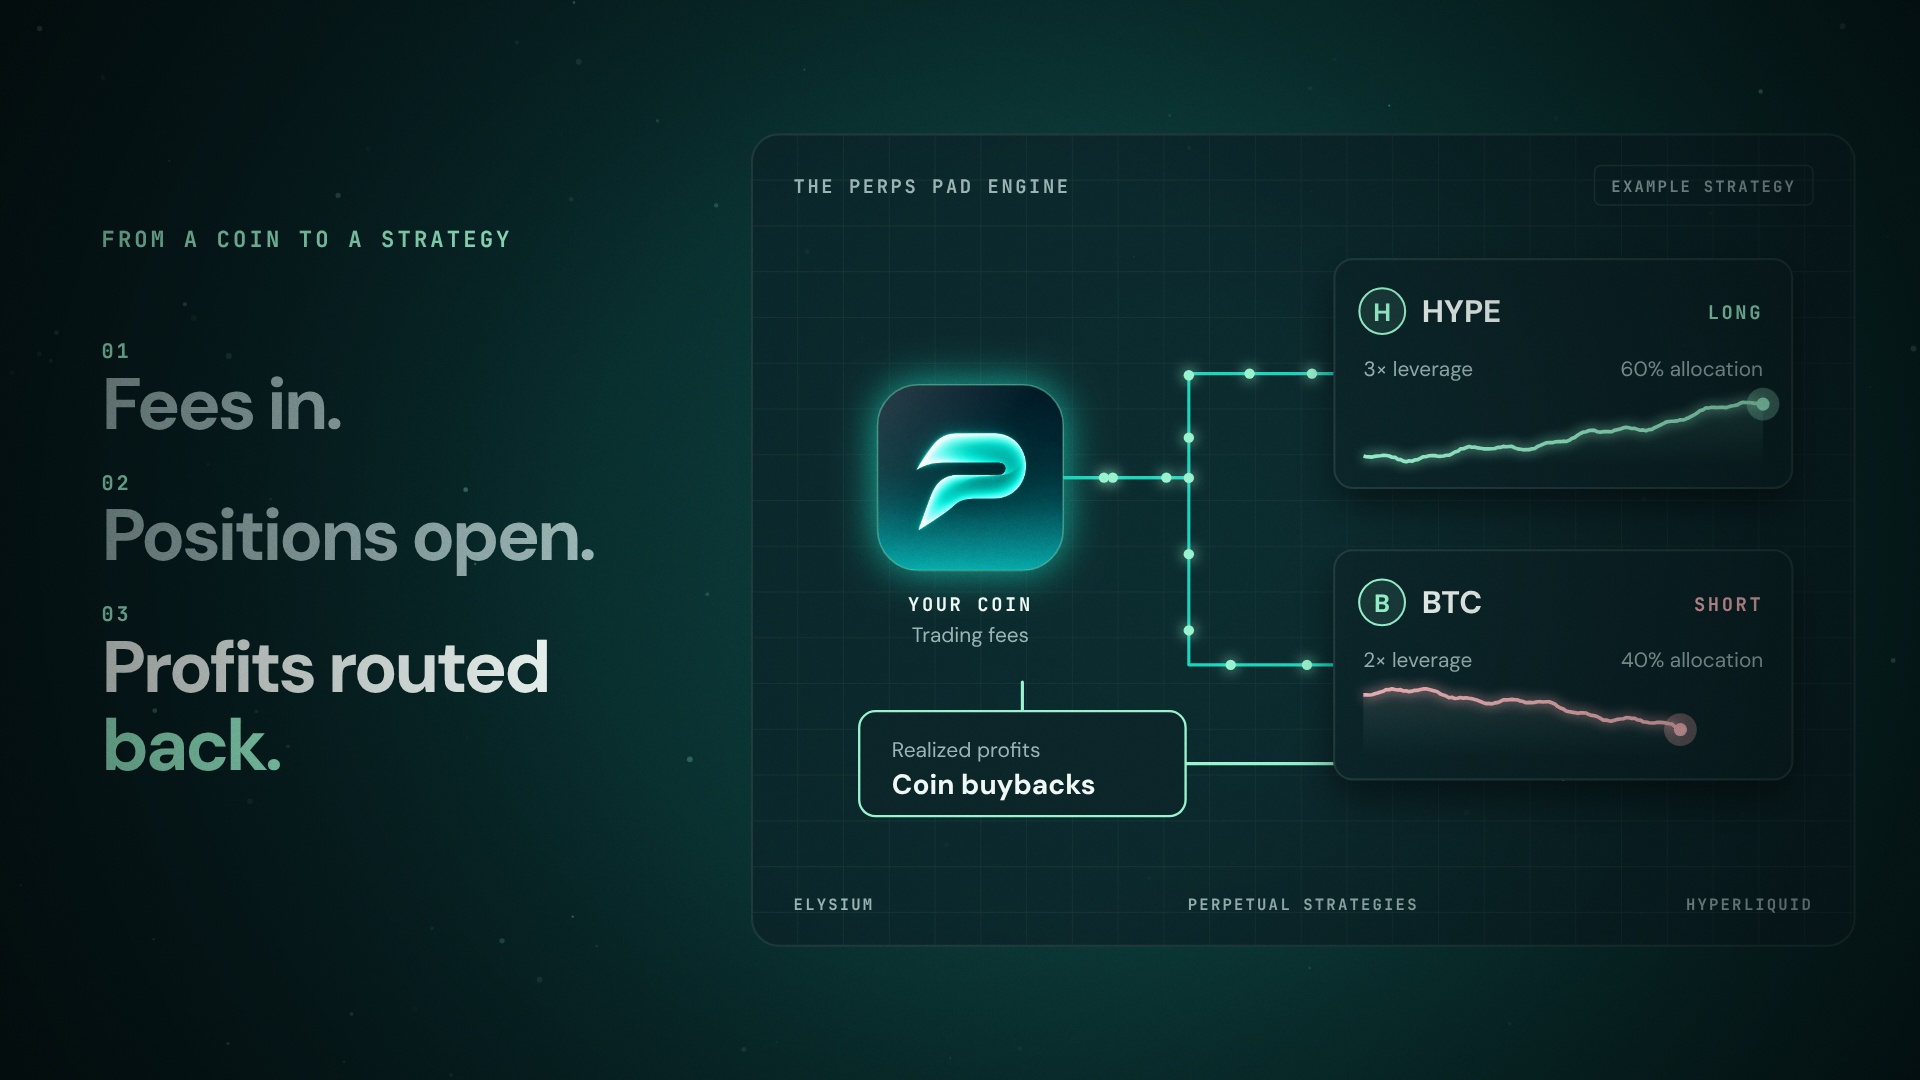 FROM A COIN TO A STRATEGY
01
Fees in.
02
Positions open.
03
Profits routed
back.
THE PERPS PAD ENGINE
EXAMPLE STRATEGY
YOUR COIN
Trading fees
Realized profits
Coin buybacks
H HYPE LONG
3× leverage 60% allocation
B BTC SHORT
2× leverage 40% allocation
ELYSIUM PERPETUAL STRATEGIES HYPERLIQUID